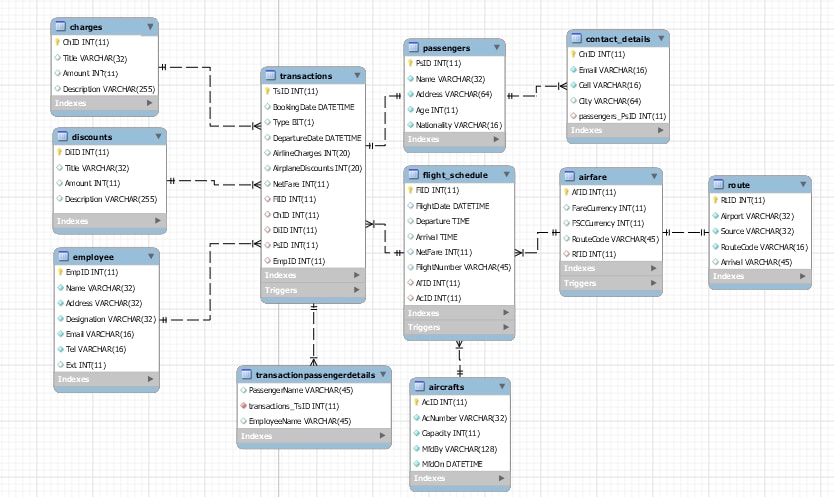 charges
ChID INT(11)
Title VARCHAR(32)
Amount INT(11)
Description VARCHAR(255)
Indexes
discounts
DiID INT(11)
Title VARCHAR(32)
Amount INT(11)
Description VARCHAR(255)
Indexes
employee
EmpID INT(11)
Name VARCHAR(32)
Address VARCHAR(32)
Designation VARCHAR(32)
Email VARCHAR(16)
Tel VARCHAR(16)
Ext INT(11)
Indexes
transactions
TsID INT(11)
BookingDate DATETIME
Type BIT(1)
DepartureDate DATETIME
AirlineCharges INT(20)
AirplaneDiscounts INT(20)
NetFare INT(11)
FlID INT(11)
ChID INT(11)
DiID INT(11)
PsID INT(11)
EmpID INT(11)
Indexes
Triggers
transactionpassengerdetails
PassengerName VARCHAR(45)
transactions_TsID INT(11)
EmployeeName VARCHAR(45)
Indexes
passengers
PsID INT(11)
Name VARCHAR(32)
Address VARCHAR(64)
Age INT(11)
Nationality VARCHAR(16)
Indexes
flight_schedule
FlID INT(11)
FlightDate DATETIME
Departure TIME
Arrival TIME
NetFare INT(11)
FlightNumber VARCHAR(45)
AfID INT(11)
AcID INT(11)
Indexes
Triggers
aircrafts
AcID INT(11)
AcNumber VARCHAR(32)
Capacity INT(11)
MfdBy VARCHAR(128)
MfdOn DATETIME
Indexes
contact_details
CnID INT(11)
Email VARCHAR(16)
Cell VARCHAR(16)
City VARCHAR(64)
passengers_PsID INT(11)
Indexes
airfare
AfID INT(11)
FareCurrency INT(11)
FSCCurrency INT(11)
RouteCode VARCHAR(45)
RtID INT(11)
Indexes
Triggers
route
RtID INT(11)
Airport VARCHAR(32)
Source VARCHAR(32)
RouteCode VARCHAR(16)
Arrival VARCHAR(45)
Indexes